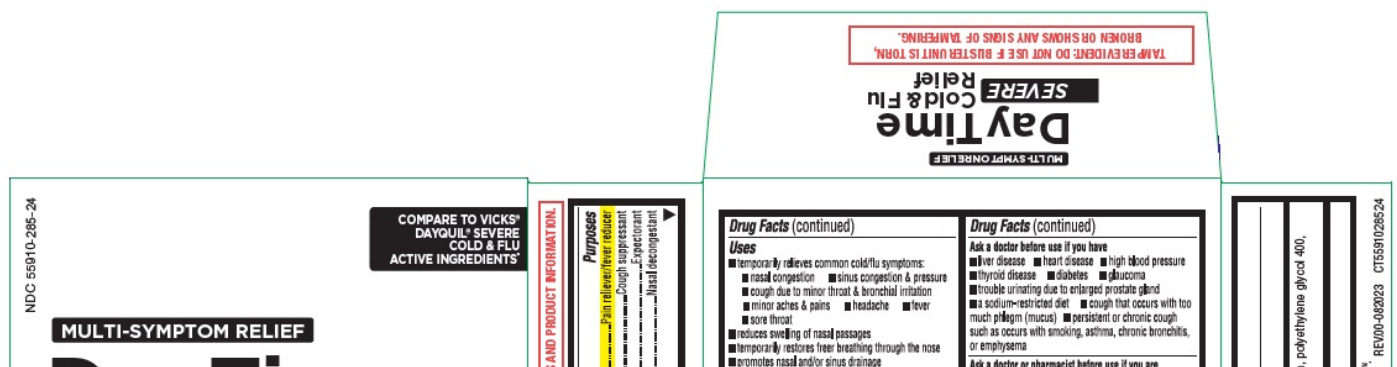 TAMPER EVIDENT: DO NOT USE IF BLISTER UNIT IS TORN,
BROKEN OR SHOWS ANY SIGNS OF TAMPERING.
SEVERE Cold & Flu
Relief
DayTime
MULTI-SYMPTOM RELIEF
NDC 55910-285-24
COMPARE TO VICKS®
DAYQUIL® SEVERE
COLD & FLU
ACTIVE INGREDIENTS*
MULTI-SYMPTOM RELIEF
S AND PRODUCT INFORMATION.
Purposes
Pain reliever/fever reducer
Cough suppressant
Expectorant
Nasal decongestant
Drug Facts (continued)
Uses
■ temporarily relieves common cold/flu symptoms:
■ nasal congestion ■ sinus congestion & pressure
■ cough due to minor throat & bronchial irritation
■ minor aches & pains ■ headache ■ fever
■ sore throat
■ reduces swelling of nasal passages
■ temporarily restores freer breathing through the nose
■ promotes nasal and/or sinus drainage
Drug Facts (continued)
Ask a doctor before use if you have
■ liver disease ■ heart disease ■ high blood pressure
■ thyroid disease ■ diabetes ■ glaucoma
■ trouble urinating due to enlarged prostate gland
■ a sodium-restricted diet ■ cough that occurs with too
much phlegm (mucus) ■ persistent or chronic cough
such as occurs with smoking, asthma, chronic bronchitis,
or emphysema
Ask a doctor or pharmacist before use if you are
, polyethylene glycol 400,
REV.00-082023 CT5591028524